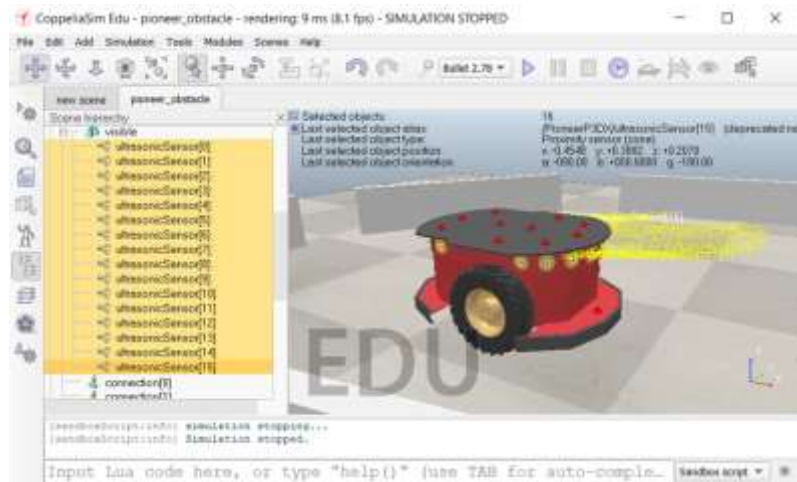 CoppeliaSim Edu - pioneer_obstacle - rendering: 9 ms (8.1 fps) - SIMULATION STOPPED
File Edit Add Simulation Tools Modules Scenes Help
Bullet 2.78
new scene pioneer_obstacle
Scene hierarchy
visible
ultrasonicSensor[0]
ultrasonicSensor[1]
ultrasonicSensor[2]
ultrasonicSensor[3]
ultrasonicSensor[4]
ultrasonicSensor[5]
ultrasonicSensor[6]
ultrasonicSensor[7]
ultrasonicSensor[8]
ultrasonicSensor[9]
ultrasonicSensor[10]
ultrasonicSensor[11]
ultrasonicSensor[12]
ultrasonicSensor[13]
ultrasonicSensor[14]
ultrasonicSensor[15]
Selected objects: 16
Last selected object alias: /PioneerP3DX/ultrasonicSensor[15] (deprecated
Last selected object type: Proximity sensor (cone)
Last selected object position:
Last selected object orientation:
EDU
[sandboxScript:info] simulation stopping...
[sandboxScript:info] Simulation stopped.
Input Lua code here, or type "help()" (use TAB for auto-comple...
Sandbox script